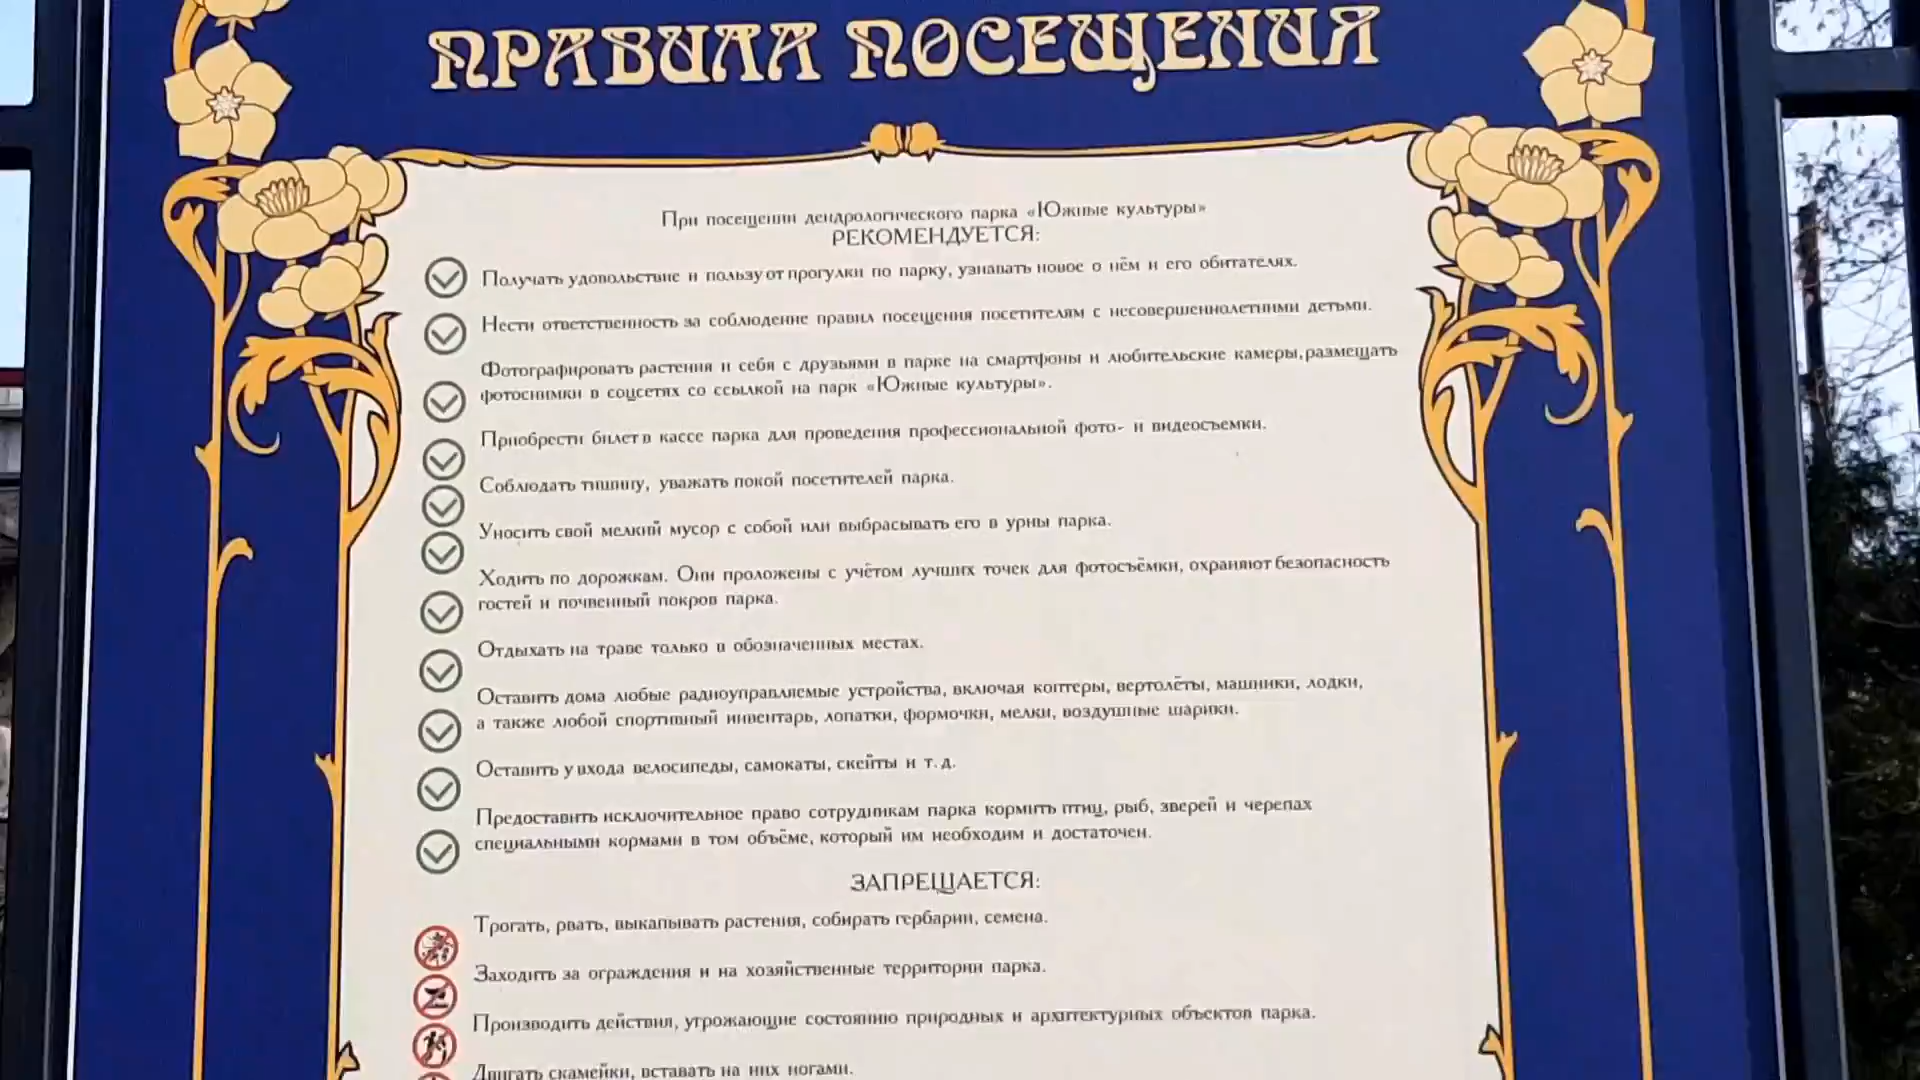 ПРАВИЛА ПОСЕЩЕНИЯ
При посещении дендрологического парка «Южные культуры»
РЕКОМЕНДУЕТСЯ:
Получать удовольствие и пользу от прогулки по парку, узнавать новое о нём и его обитателях.
Нести ответственность за соблюдение правил посещения посетителям с несовершеннолетними детьми.
Фотографировать растения и себя с друзьями в парке на смартфоны и любительские камеры, размещать
фотоснимки в соцсетях со ссылкой на парк «Южные культуры».
Приобрести билет в кассе парка для проведения профессиональной фото- и видеосъемки.
Соблюдать тишину, уважать покой посетителей парка.
Уносить свой мелкий мусор с собой или выбрасывать его в урны парка.
Ходить по дорожкам. Они проложены с учётом лучших точек для фотосъёмки, охраняют безопасность
гостей и почвенный покров парка.
Отдыхать на траве только в обозначенных местах.
Оставить дома любые радиоуправляемые устройства, включая коптеры, вертолёты, машинки, лодки,
а также любой спортивный инвентарь, лопатки, формочки, мелки, воздушные шарики.
Оставить у входа велосипеды, самокаты, скейты и т.д.
Предоставить исключительное право сотрудникам парка кормить птиц, рыб, зверей и черепах
специальными кормами в том объёме, который им необходим и достаточен.
ЗАПРЕЩАЕТСЯ:
Трогать, рвать, выкапывать растения, собирать гербарии, семена.
Заходить за ограждения и на хозяйственные территории парка.
Производить действия, угрожающие состоянию природных и архитектурных объектов парка.
Двигать скамейки, вставать на них ногами.